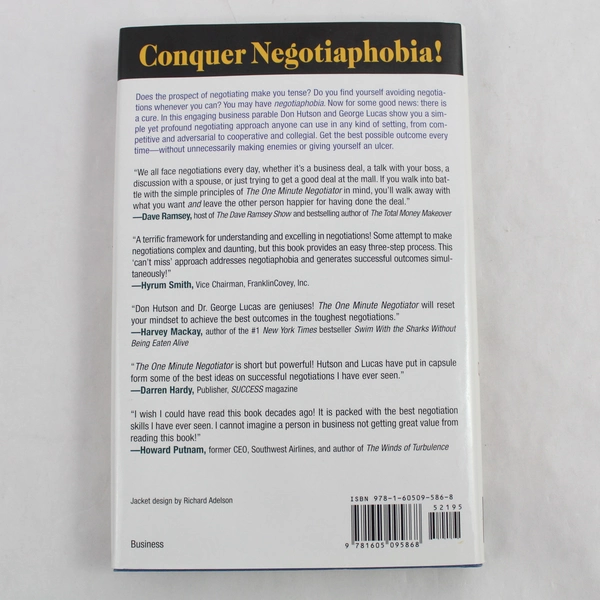 Conquer Negotiaphobia!
Does the prospect of negotiating make you tense? Do you find yourself avoiding negotia-
tions whenever you can? You may have negotiaphobia. Now for some good news: there is
a cure. In this engaging business parable Don Hutson and George Lucas show you a sim-
ple yet profound negotiating approach anyone can use in any kind of setting, from com-
petitive and adversarial to cooperative and collegial. Get the best possible outcome every
time—without unnecessarily making enemies or giving yourself an ulcer.
“We all face negotiations every day, whether it’s a business deal, a talk with your boss, a
discussion with a spouse, or just trying to get a good deal at the mall. If you walk into bat-
tle with the simple principles of The One Minute Negotiator in mind, you’ll walk away with
what you want and leave the other person happier for having done the deal.”
—Dave Ramsey, host of The Dave Ramsey Show and bestselling author of The Total Money Makeover
“A terrific framework for understanding and excelling in negotiations! Some attempt to make
negotiations complex and daunting, but this book provides an easy three-step process. This
‘can’t miss’ approach addresses negotiaphobia and generates successful outcomes simul-
taneously!”
—Hyrum Smith, Vice Chairman, FranklinCovey, Inc.
“Don Hutson and Dr. George Lucas are geniuses! The One Minute Negotiator will reset
your mindset to achieve the best outcomes in the toughest negotiations.”
—Harvey Mackay, author of the #1 New York Times bestseller Swim With the Sharks Without
Being Eaten Alive
“The One Minute Negotiator is short but powerful! Hutson and Lucas have put in capsule
form some of the best ideas on successful negotiations I have ever seen.”
—Darren Hardy, Publisher, SUCCESS magazine
“I wish I could have read this book decades ago! It is packed with the best negotiation
skills I have ever seen. I cannot imagine a person in business not getting great value from
reading this book!”
—Howard Putnam, former CEO, Southwest Airlines, and author of The Winds of Turbulence
Jacket design by Richard Adelson
ISBN 978-1-60509-586-8
52195
9 781605 095868
Business